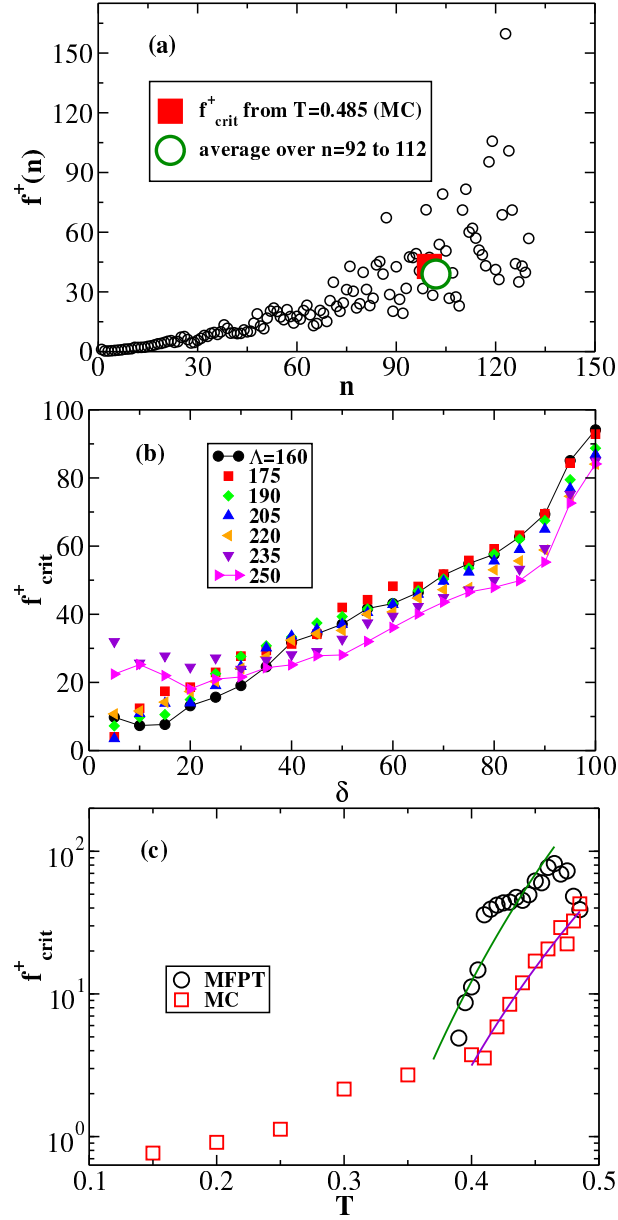 (a)
f⁺crit from T=0.485 (MC)
average over n=92 to 112
f⁺(n)
150
120
90
60
30
0
0 30 60 90 120 150
n
(b)
Λ=160
175
190
205
220
235
250
f⁺crit
100
80
60
40
20
0
0 20 40 60 80 100
δ
(c)
MFPT
MC
f⁺crit
10²
10¹
10⁰
0.1 0.2 0.3 0.4 0.5
T